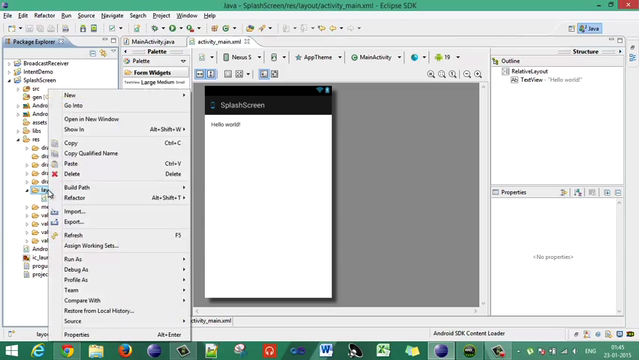 Java - SplashScreen/res/layout/activity_main.xml - Eclipse SDK
File Edit Refactor Source Navigate Search Project Window Help
Java
Package Explorer
BroadcastReceiver
IntentDemo
SplashScreen
src
gen
Andro
Andro
assets
libs
res
dra
dra
dra
dra
lay
me
val
val
val
Andro
ic_laun
progu
projec
layou
New
Go Into
Open in New Window
Show In Alt+Shift+W
Copy Ctrl+C
Copy Qualified Name
Paste Ctrl+V
Delete Delete
Build Path
Refactor Alt+Shift+T
Import...
Export...
Refresh F5
Assign Working Sets...
Run As
Debug As
Profile As
Team
Compare With
Restore from Local History...
Source
Properties Alt+Enter
MainActivity.java activity_main.xml
Palette
Palette
Form Widgets
TextView Large Medium
Nexus 5 AppTheme MainActivity 19
SplashScreen
Hello world!
activity_main.xml
Structure
Outline
RelativeLayout
TextView - "Hello world!"
Properties
<No properties>
Android SDK Content Loader
01:45
23-01-2015